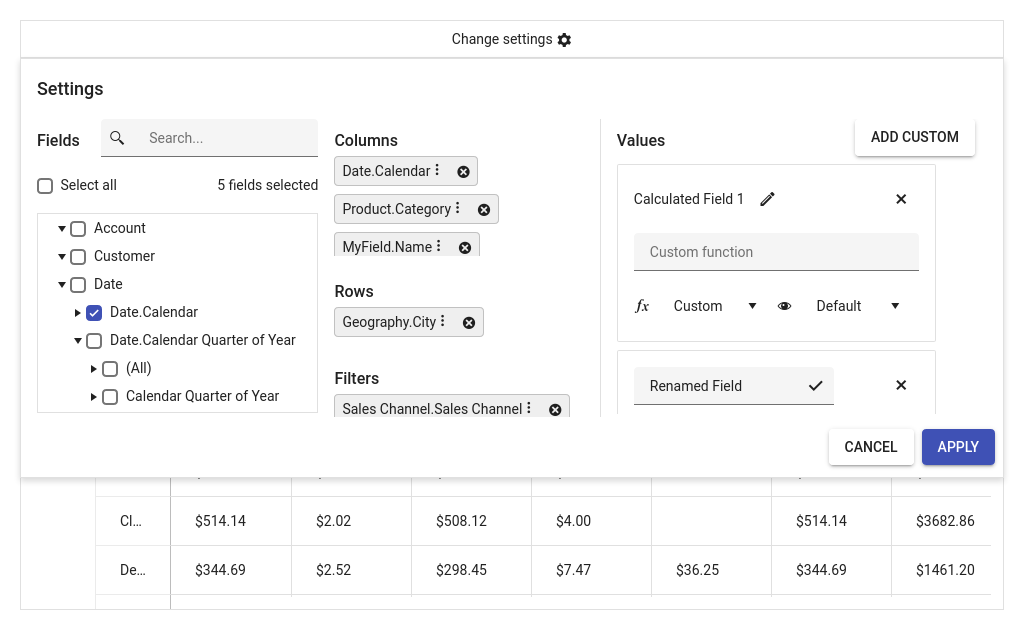 Change settings
Settings
Fields
Search...
Select all
5 fields selected
Account
Customer
Date
Date.Calendar
Date.Calendar Quarter of Year
(All)
Calendar Quarter of Year
Columns
Date.Calendar
Product.Category
MyField.Name
Rows
Geography.City
Filters
Sales Channel.Sales Channel
Values
ADD CUSTOM
Calculated Field 1
Custom function
fx Custom Default
Renamed Field
CANCEL APPLY
Cl... $514.14 $2.02 $508.12 $4.00 $514.14 $3682.86
De... $344.69 $2.52 $298.45 $7.47 $36.25 $344.69 $1461.20